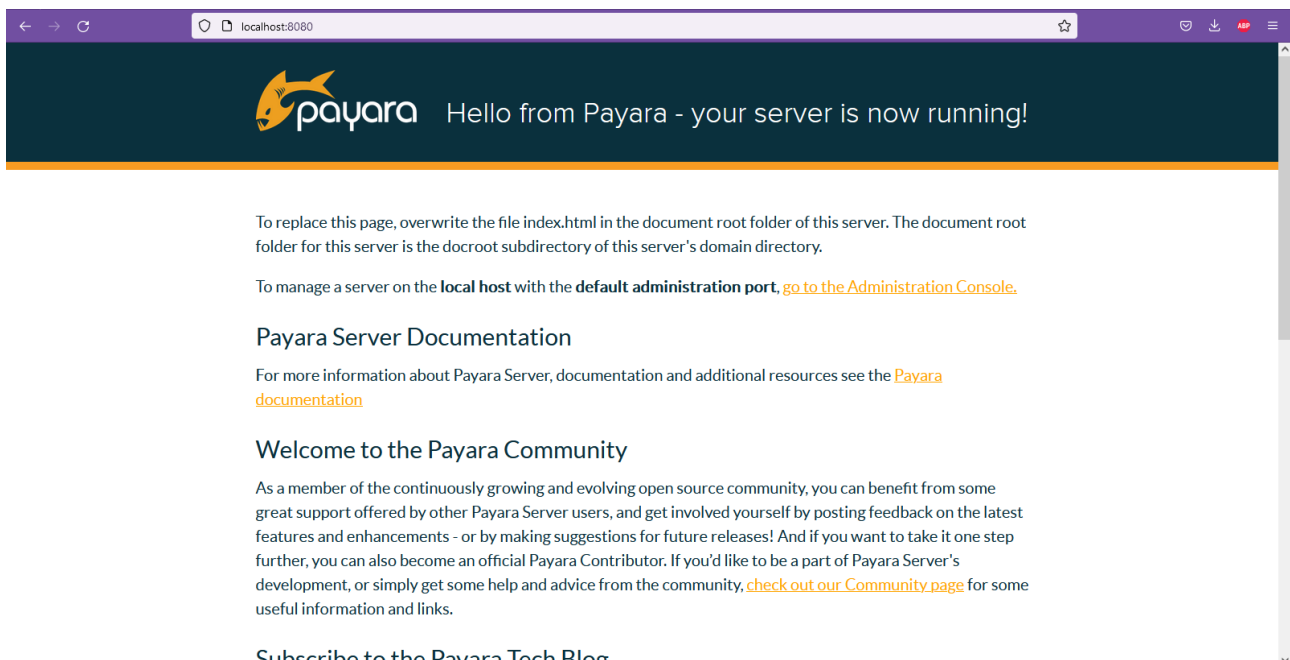 localhost:8080
ABP
payara
Hello from Payara - your server is now running!
To replace this page, overwrite the file index.html in the document root folder of this server. The document root
folder for this server is the docroot subdirectory of this server's domain directory.
To manage a server on the local host with the default administration port, go to the Administration Console.
Payara Server Documentation
For more information about Payara Server, documentation and additional resources see the Payara
documentation
Welcome to the Payara Community
As a member of the continuously growing and evolving open source community, you can benefit from some
great support offered by other Payara Server users, and get involved yourself by posting feedback on the latest
features and enhancements - or by making suggestions for future releases! And if you want to take it one step
further, you can also become an official Payara Contributor. If you’d like to be a part of Payara Server's
development, or simply get some help and advice from the community, check out our Community page for some
useful information and links.
Subscribe to the Payara Tech Blog